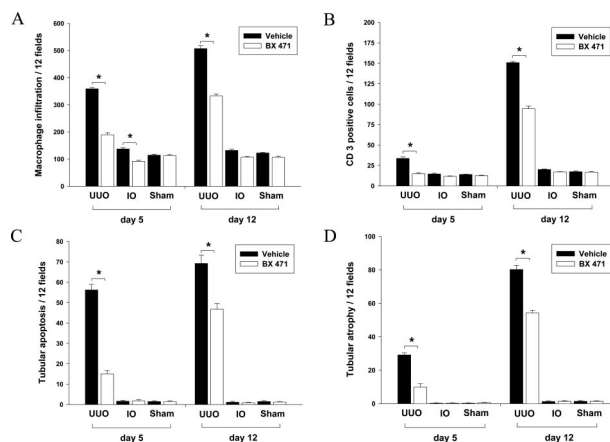 A
Vehicle
BX 471
Macrophage infiltration / 12 fields
600
500
400
300
200
100
0
*
*
*
UUO IO Sham UUO IO Sham
day 5 day 12
B
Vehicle
BX 471
CD 3 positive cells / 12 fields
200
175
150
125
100
75
50
25
0
*
*
UUO IO Sham UUO IO Sham
day 5 day 12
C
Vehicle
BX 471
Tubular apoptosis / 12 fields
80
70
60
50
40
30
20
10
0
*
*
UUO IO Sham UUO IO Sham
day 5 day 12
D
Vehicle
BX 471
Tubular atrophy / 12 fields
100
80
60
40
20
0
*
*
UUO IO Sham UUO IO Sham
day 5 day 12